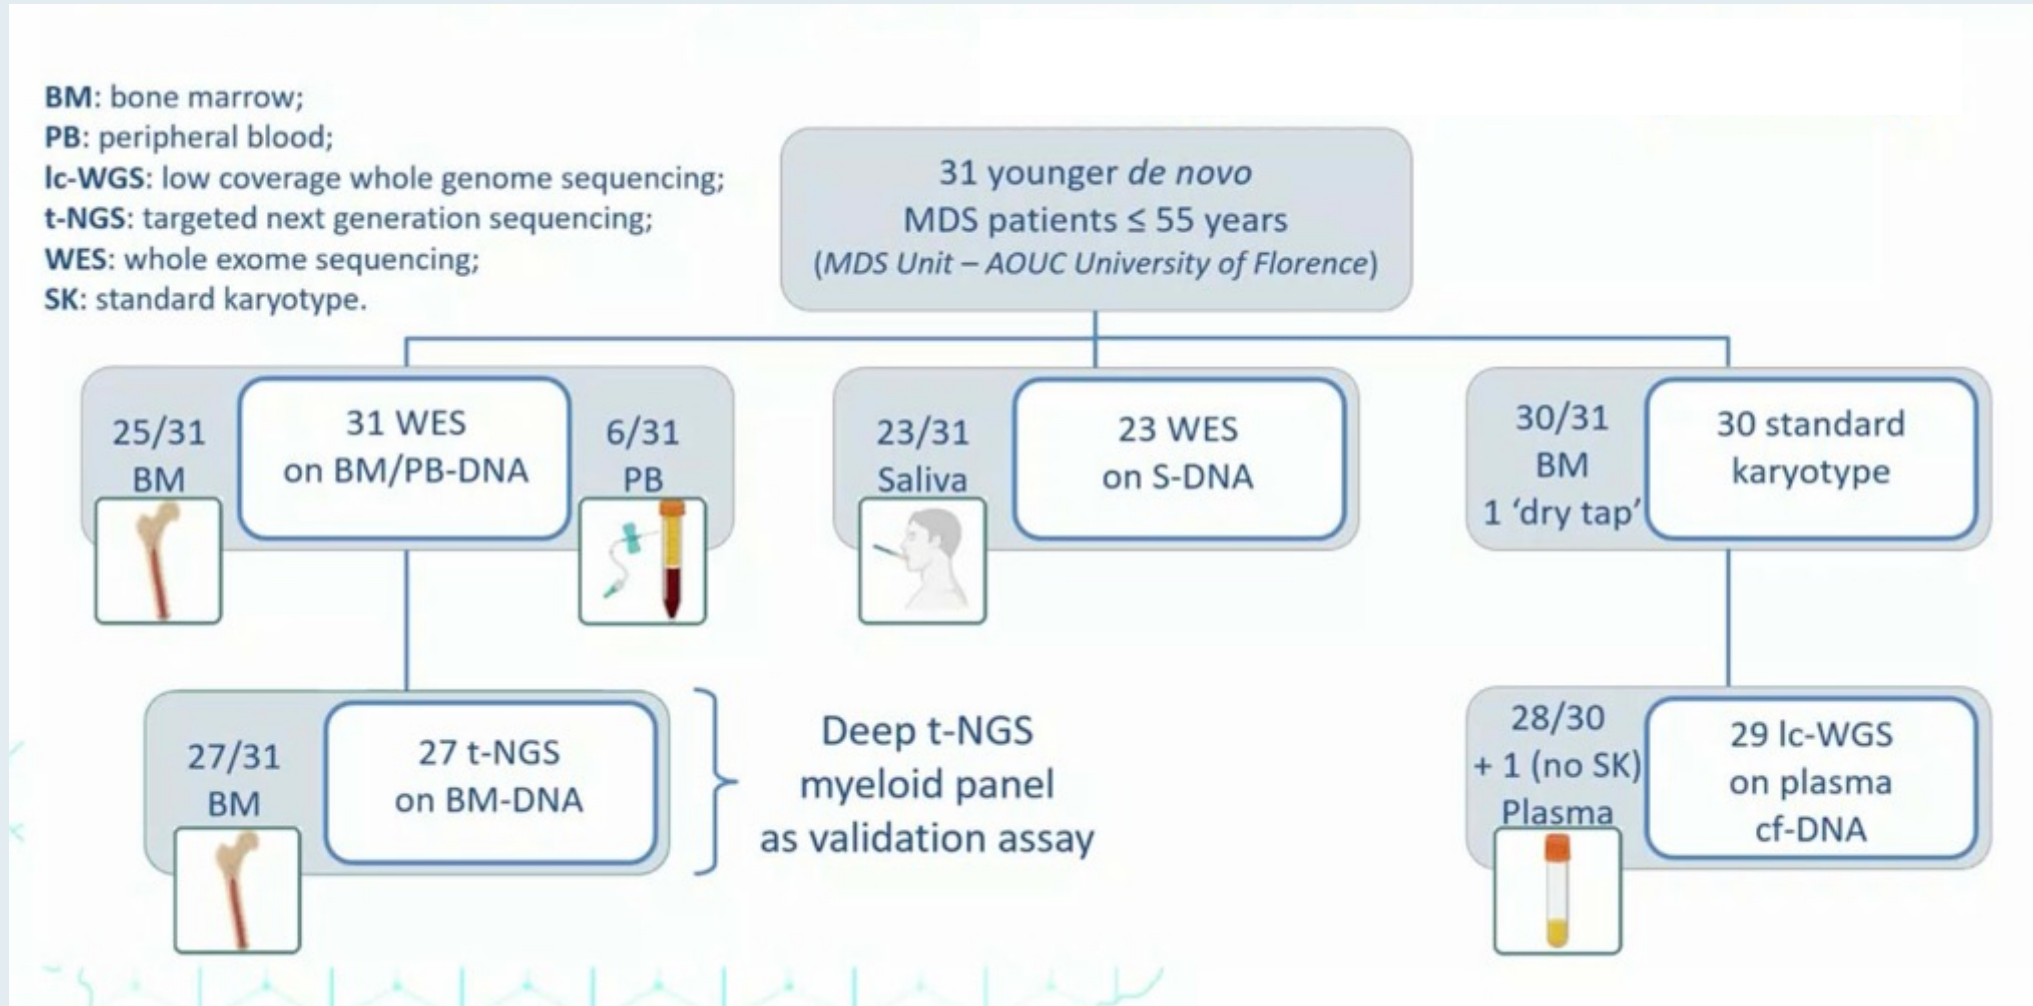 BM: bone marrow;
PB: peripheral blood;
lc-WGS: low coverage whole genome sequencing;
t-NGS: targeted next generation sequencing;
WES: whole exome sequencing;
SK: standard karyotype.
31 younger de novo
MDS patients ≤ 55 years
(MDS Unit – AOUC University of Florence)
25/31
BM
31 WES
on BM/PB-DNA
6/31
PB
23/31
Saliva
23 WES
on S-DNA
30/31
BM
1 ‘dry tap’
30 standard
karyotype
27/31
BM
27 t-NGS
on BM-DNA
Deep t-NGS
myeloid panel
as validation assay
28/30
+ 1 (no SK)
Plasma
29 lc-WGS
on plasma
cf-DNA